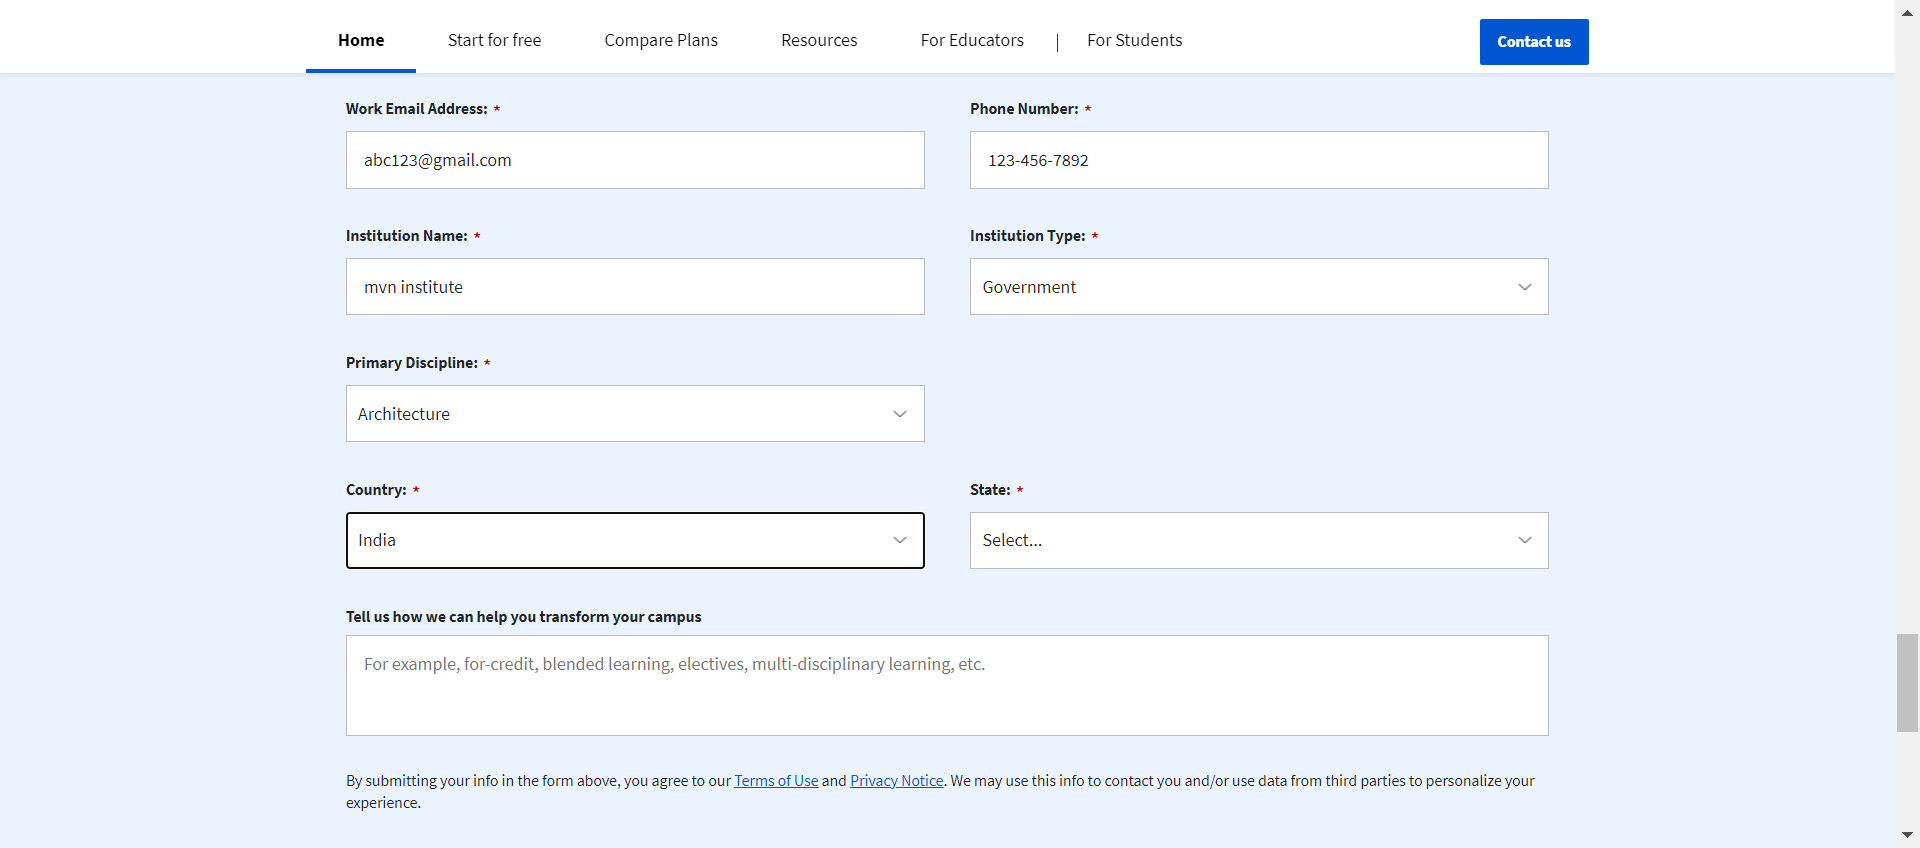 Home Start for free Compare Plans Resources For Educators | For Students Contact us
Work Email Address: * Phone Number: *
abc123@gmail.com 123-456-7892
Institution Name: * Institution Type: *
mvn institute Government
Primary Discipline: *
Architecture
Country: * State: *
India Select...
Tell us how we can help you transform your campus
For example, for-credit, blended learning, electives, multi-disciplinary learning, etc.
By submitting your info in the form above, you agree to our Terms of Use and Privacy Notice. We may use this info to contact you and/or use data from third parties to personalize your
experience.